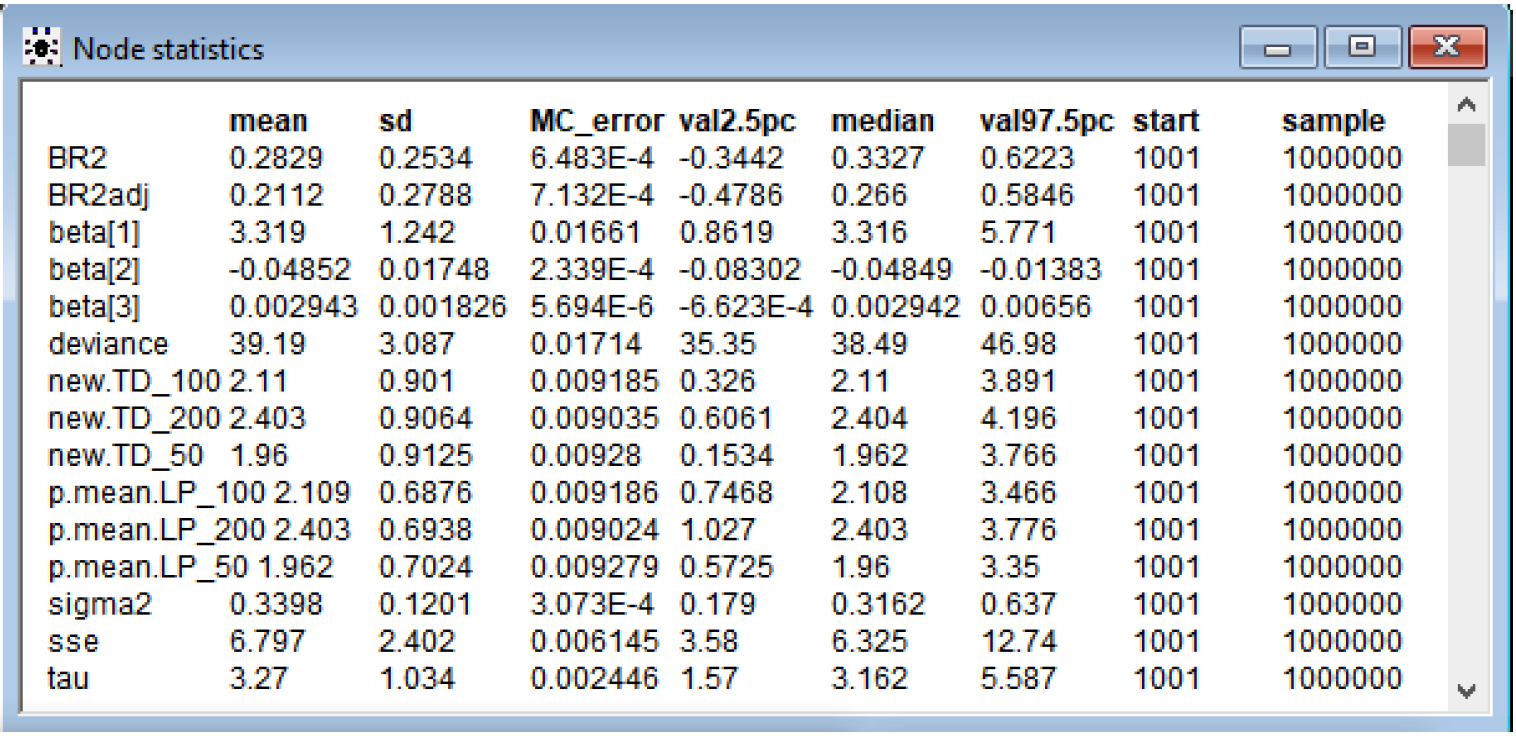 Node statistics
mean sd MC_error val2.5pc median val97.5pc start sample
BR2 0.2829 0.2534 6.483E-4 -0.3442 0.3327 0.6223 1001 1000000
BR2adj 0.2112 0.2788 7.132E-4 -0.4786 0.266 0.5846 1001 1000000
beta[1] 3.319 1.242 0.01661 0.8619 3.316 5.771 1001 1000000
beta[2] -0.04852 0.01748 2.339E-4 -0.08302 -0.04849 -0.01383 1001 1000000
beta[3] 0.002943 0.001826 5.694E-6 -6.623E-4 0.002942 0.00656 1001 1000000
deviance 39.19 3.087 0.01714 35.35 38.49 46.98 1001 1000000
new.TD_100 2.11 0.901 0.009185 0.326 2.11 3.891 1001 1000000
new.TD_200 2.403 0.9064 0.009035 0.6061 2.404 4.196 1001 1000000
new.TD_50 1.96 0.9125 0.00928 0.1534 1.962 3.766 1001 1000000
p.mean.LP_100 2.109 0.6876 0.009186 0.7468 2.108 3.466 1001 1000000
p.mean.LP_200 2.403 0.6938 0.009024 1.027 2.403 3.776 1001 1000000
p.mean.LP_50 1.962 0.7024 0.009279 0.5725 1.96 3.35 1001 1000000
sigma2 0.3398 0.1201 3.073E-4 0.179 0.3162 0.637 1001 1000000
sse 6.797 2.402 0.006145 3.58 6.325 12.74 1001 1000000
tau 3.27 1.034 0.002446 1.57 3.162 5.587 1001 1000000